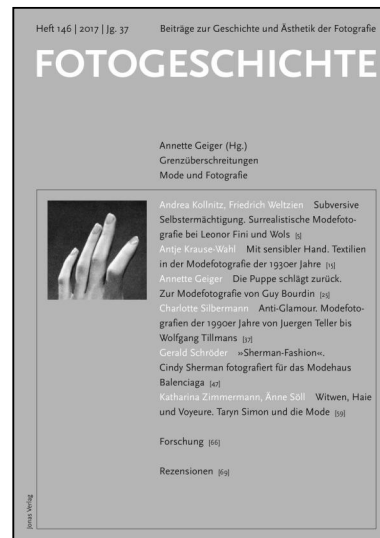 Heft 146 | 2017 | Jg. 37 Beiträge zur Geschichte und Ästhetik der Fotografie
FOTOGESCHICHTE
Annette Geiger (Hg.)
Grenzüberschreitungen
Mode und Fotografie
Andrea Kollnitz, Friedrich Weltzien Subversive
Selbstermächtigung. Surrealistische Modefoto-
grafie bei Leonor Fini und Wols [5]
Antje Krause-Wahl Mit sensibler Hand. Textilien
in der Modefotografie der 1930er Jahre [15]
Annette Geiger Die Puppe schlägt zurück.
Zur Modefotografie von Guy Bourdin [25]
Charlotte Silbermann Anti-Glamour. Modefoto-
grafien der 1990er Jahre von Juergen Teller bis
Wolfgang Tillmans [37]
Gerald Schröder »Sherman-Fashion«.
Cindy Sherman fotografiert für das Modehaus
Balenciaga [47]
Katharina Zimmermann, Änne Söll Witwen, Haie
und Voyeure. Taryn Simon und die Mode [59]
Forschung [66]
Rezensionen [69]
Jonas Verlag